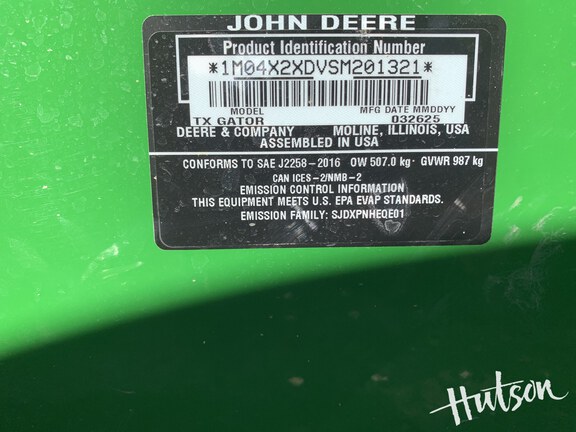 JOHN DEERE
Product Identification Number
*1M04X2XDVSM201321*
MODEL MFG DATE MMDDYY
TX GATOR 032625
DEERE & COMPANY MOLINE, ILLINOIS, USA
ASSEMBLED IN USA
CONFORMS TO SAE J2258-2016 OW 507.0 kg· GVWR 987 kg
CAN ICES-2/NMB-2
EMISSION CONTROL INFORMATION
THIS EQUIPMENT MEETS U.S. EPA EVAP STANDARDS.
EMISSION FAMILY: SJDXPNHEQE01
Hutson